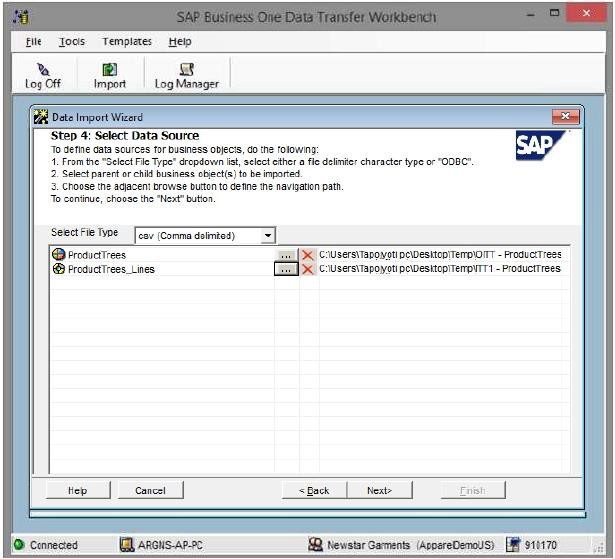 SAP Business One Data Transfer Workbench
File Tools Templates Help
Log Off Import Log Manager
Data Import Wizard
Step 4: Select Data Source
To define data sources for business objects, do the following:
1. From the "Select File Type" dropdown list, select either a file delimiter character type or "ODBC".
2. Select parent or child business object(s) to be imported.
3. Choose the adjacent browse button to define the navigation path.
To continue, choose the "Next" button.
SAP
Select File Type csv (Comma delimited)
ProductTrees ... C:\Users\Tapojyoti pc\Desktop\Temp\OITT - ProductTrees
ProductTrees_Lines ... C:\Users\Tapojyoti pc\Desktop\Temp\ITT1 - ProductTrees
Help Cancel < Back Next> Finish
Connected ARGNS-AP-PC Newstar Garments (AppareDemoUS) 910170